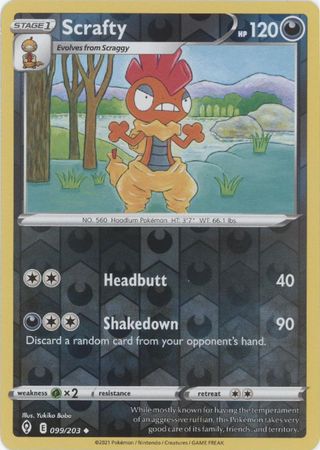 STAGE 1
Scrafty
HP 120
Evolves from Scraggy
NO. 560 Hoodlum Pokémon HT: 3'7" WT: 66.1 lbs.
Headbutt 40
Shakedown 90
Discard a random card from your opponent's hand.
weakness ×2 resistance retreat
Illus. Yukiko Baba
E 099/203
While mostly known for having the temperament
of an aggressive ruffian, this Pokémon takes very
good care of its family, friends, and territory.
©2021 Pokémon / Nintendo / Creatures / GAME FREAK